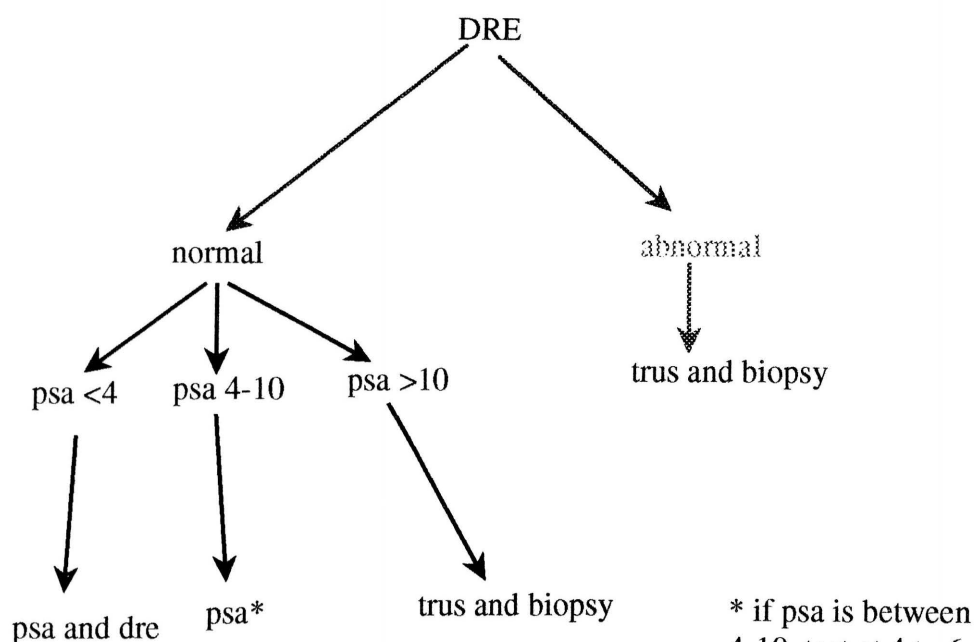 DRE
normal
abnormal
psa <4
psa 4-10
psa >10
trus and biopsy
psa and dre
psa*
trus and biopsy
* if psa is between